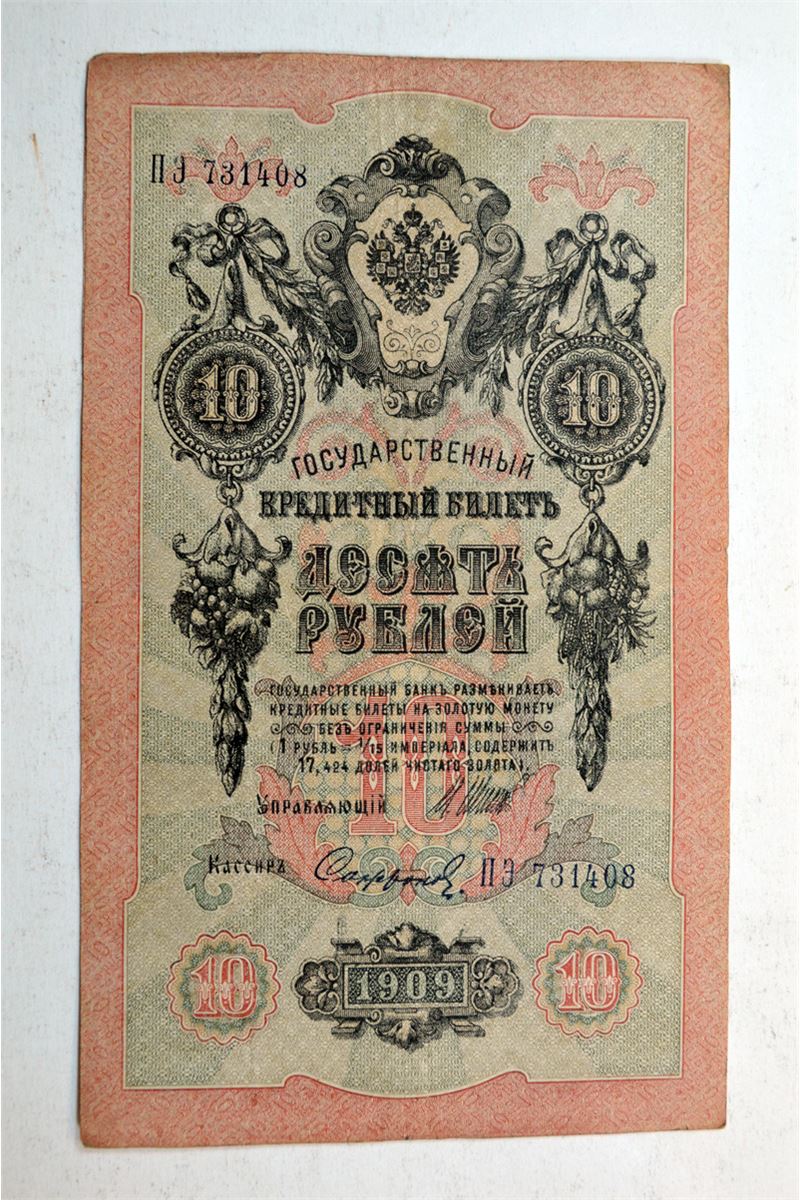 ПЭ 731408
10 10
ГОСУДАРСТВЕННЫЙ
КРЕДИТНЫЙ БИЛЕТЪ
ДЕСЯТЬ
РУБЛЕЙ
10
ГОСУДАРСТВЕННЫЙ БАНКЪ РАЗМѢНИВАЕТЪ
КРЕДИТНЫЕ БИЛЕТЫ НА ЗОЛОТУЮ МОНЕТУ
БЕЗЪ ОГРАНИЧЕНІЯ СУММЫ
(1 РУБЛЬ = 1/15 ИМПЕРІАЛА, СОДЕРЖИТЪ
17,424 ДОЛЕЙ ЧИСТАГО ЗОЛОТА).
УПРАВЛЯЮЩІЙ
Кассиръ Сафронов ПЭ 731408
10 1909 10